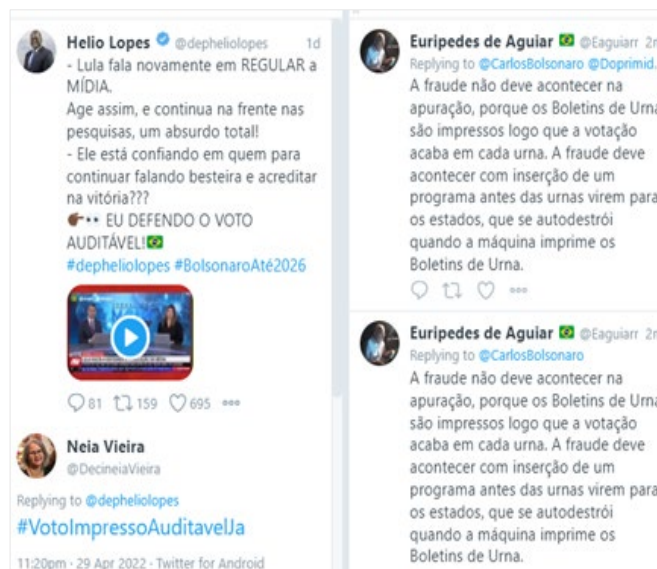 Helio Lopes @depheliolopes 1d
- Lula fala novamente em REGULAR a
MÍDIA.
Age assim, e continua na frente nas
pesquisas, um absurdo total!
- Ele está confiando em quem para
continuar falando besteira e acreditar
na vitória???
EU DEFENDO O VOTO
AUDITÁVEL!
#depheliolopes #BolsonaroAté2026
81 159 695
Neia Vieira
@DecineiaVieira
Replying to @depheliolopes
#VotoImpressoAuditavelJa
11:20pm · 29 Apr 2022 · Twitter for Android
Euripedes de Aguiar @Eaguiarr 2m
Replying to @CarlosBolsonaro @Doprimid.
A fraude não deve acontecer na
apuração, porque os Boletins de Urna
são impressos logo que a votação
acaba em cada urna. A fraude deve
acontecer com inserção de um
programa antes das urnas virem para
os estados, que se autodestrói
quando a máquina imprime os
Boletins de Urna.
Euripedes de Aguiar @Eaguiarr 2m
Replying to @CarlosBolsonaro
A fraude não deve acontecer na
apuração, porque os Boletins de Urna
são impressos logo que a votação
acaba em cada urna. A fraude deve
acontecer com inserção de um
programa antes das urnas virem para
os estados, que se autodestrói
quando a máquina imprime os
Boletins de Urna.